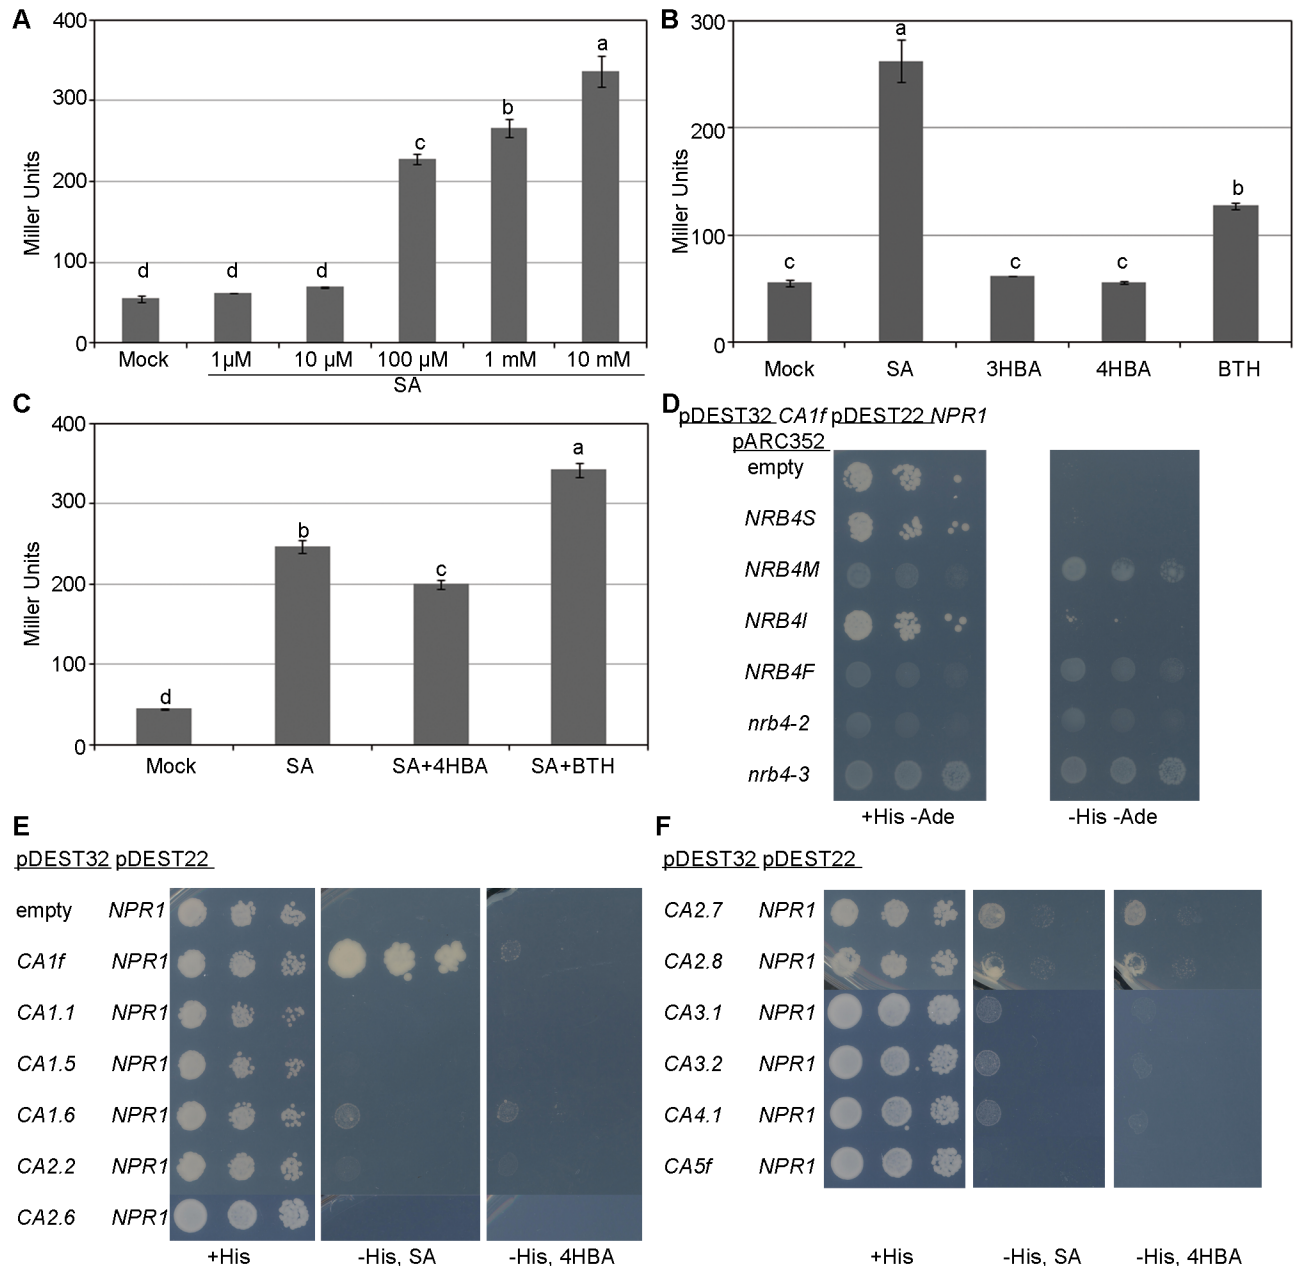 A
400
300
200
100
0
Miller Units
d
d
d
c
b
a
Mock
1 µM
10 µM
100 µM
1 mM
10 mM
SA
B
300
200
100
0
Miller Units
c
a
c
c
b
Mock
SA
3HBA
4HBA
BTH
C
400
300
200
100
0
Miller Units
d
b
c
a
Mock
SA
SA+4HBA
SA+BTH
D
pDEST32 CA1f pDEST22 NPR1
pARC352
empty
NRB4S
NRB4M
NRB4I
NRB4F
nrb4-2
nrb4-3
+His -Ade
-His -Ade
E
pDEST32 pDEST22
empty NPR1
CA1f NPR1
CA1.1 NPR1
CA1.5 NPR1
CA1.6 NPR1
CA2.2 NPR1
CA2.6 NPR1
+His
-His, SA
-His, 4HBA
F
pDEST32 pDEST22
CA2.7 NPR1
CA2.8 NPR1
CA3.1 NPR1
CA3.2 NPR1
CA4.1 NPR1
CA5f NPR1
+His
-His, SA
-His, 4HBA